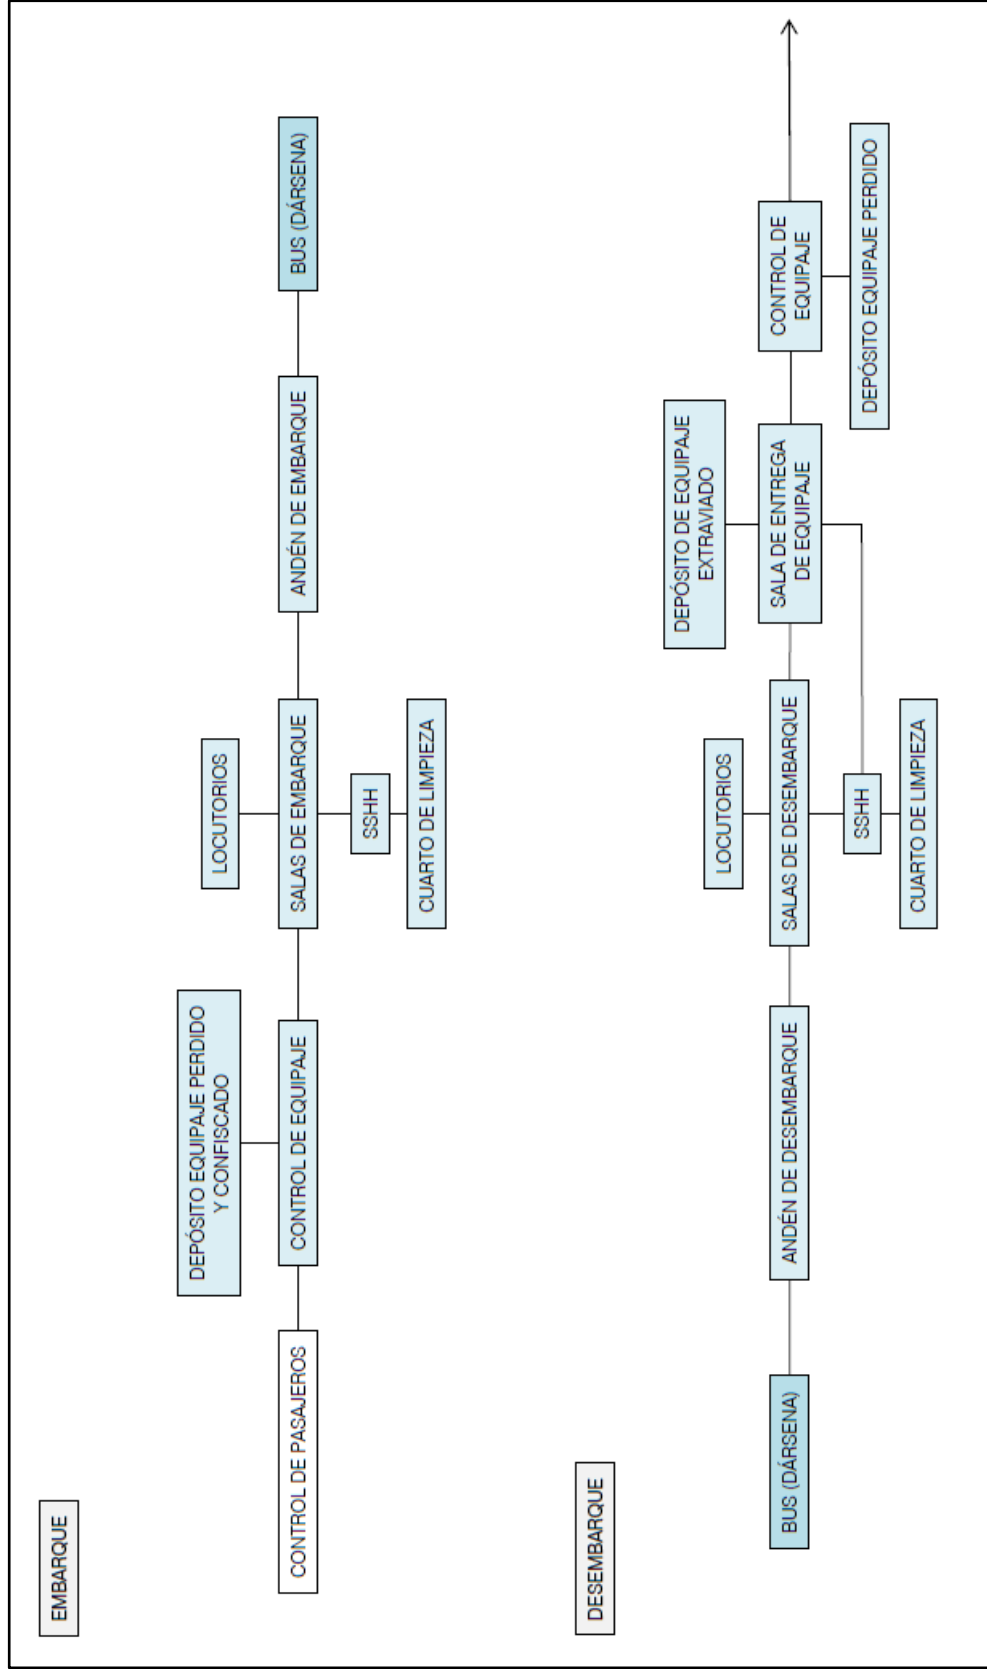 EMBARQUE
DEPÓSITO EQUIPAJE PERDIDO
Y CONFISCADO
LOCUTORIOS
CONTROL DE PASAJEROS
CONTROL DE EQUIPAJE
SALAS DE EMBARQUE
ANDÉN DE EMBARQUE
BUS (DÁRSENA)
SSHH
CUARTO DE LIMPIEZA
DESEMBARQUE
DEPÓSITO DE EQUIPAJE
EXTRAVIADO
LOCUTORIOS
BUS (DÁRSENA)
ANDÉN DE DESEMBARQUE
SALAS DE DESEMBARQUE
SALA DE ENTREGA
DE EQUIPAJE
CONTROL DE
EQUIPAJE
SSHH
DEPÓSITO EQUIPAJE PERDIDO
CUARTO DE LIMPIEZA